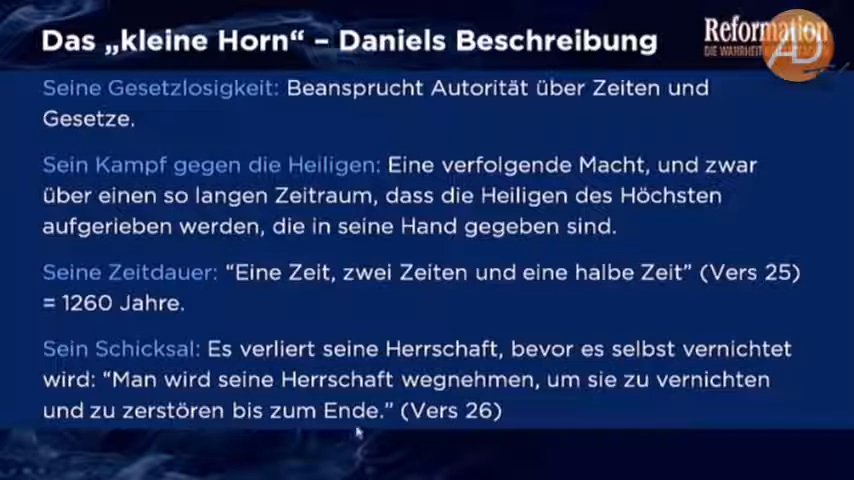 Das „kleine Horn“ – Daniels Beschreibung
Reformation
Seine Gesetzlosigkeit: Beansprucht Autorität über Zeiten und
Gesetze.
Sein Kampf gegen die Heiligen: Eine verfolgende Macht, und zwar
über einen so langen Zeitraum, dass die Heiligen des Höchsten
aufgerieben werden, die in seine Hand gegeben sind.
Seine Zeitdauer: “Eine Zeit, zwei Zeiten und eine halbe Zeit” (Vers 25)
= 1260 Jahre.
Sein Schicksal: Es verliert seine Herrschaft, bevor es selbst vernichtet
wird: “Man wird seine Herrschaft wegnehmen, um sie zu vernichten
und zu zerstören bis zum Ende.” (Vers 26)